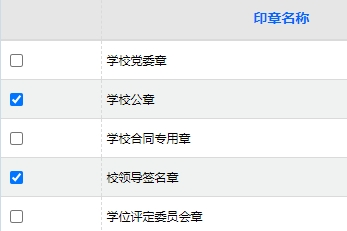 印章名称
学校党委章
学校公章
学校合同专用章
校领导签名章
学位评定委员会章